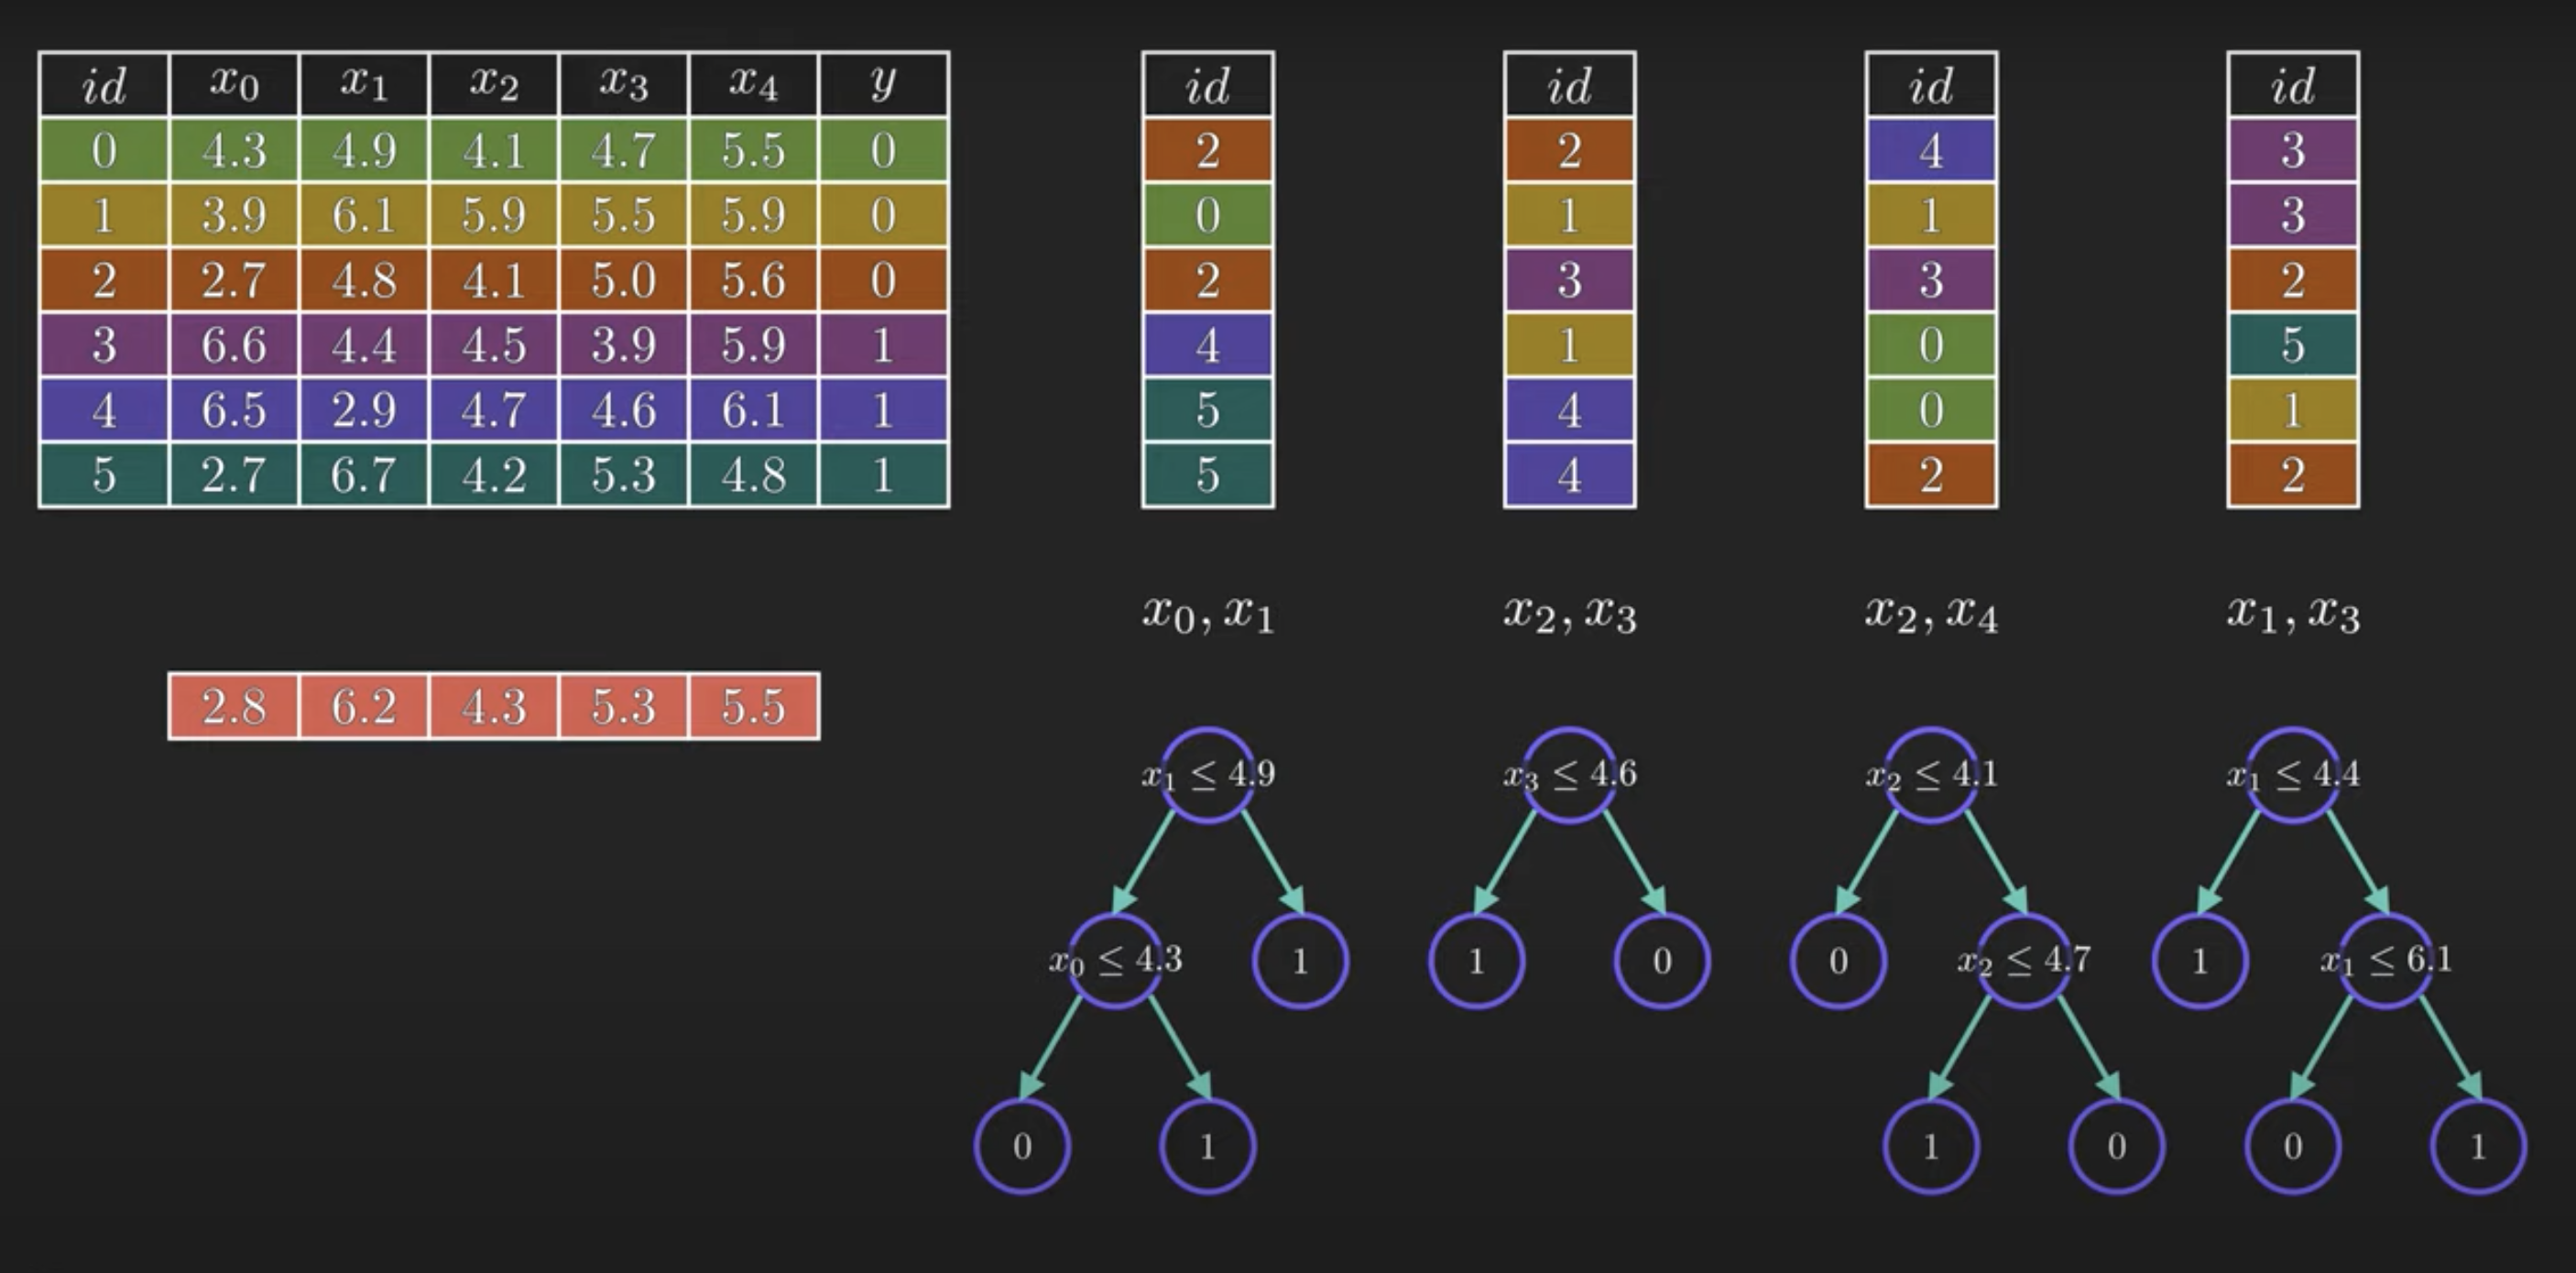 id x₀ x₁ x₂ x₃ x₄ y
0 4.3 4.9 4.1 4.7 5.5 0
1 3.9 6.1 5.9 5.5 5.9 0
2 2.7 4.8 4.1 5.0 5.6 0
3 6.6 4.4 4.5 3.9 5.9 1
4 6.5 2.9 4.7 4.6 6.1 1
5 2.7 6.7 4.2 5.3 4.8 1
2.8 6.2 4.3 5.3 5.5
id
2
0
2
4
5
5
x₀, x₁
x₁ ≤ 4.9
x₀ ≤ 4.3 1
0 1
id
2
1
3
1
4
4
x₂, x₃
x₃ ≤ 4.6
1 0
id
4
1
3
0
0
2
x₂, x₄
x₂ ≤ 4.1
0 x₂ ≤ 4.7
1 0
id
3
3
2
5
1
2
x₁, x₃
x₁ ≤ 4.4
1 x₁ ≤ 6.1
0 1